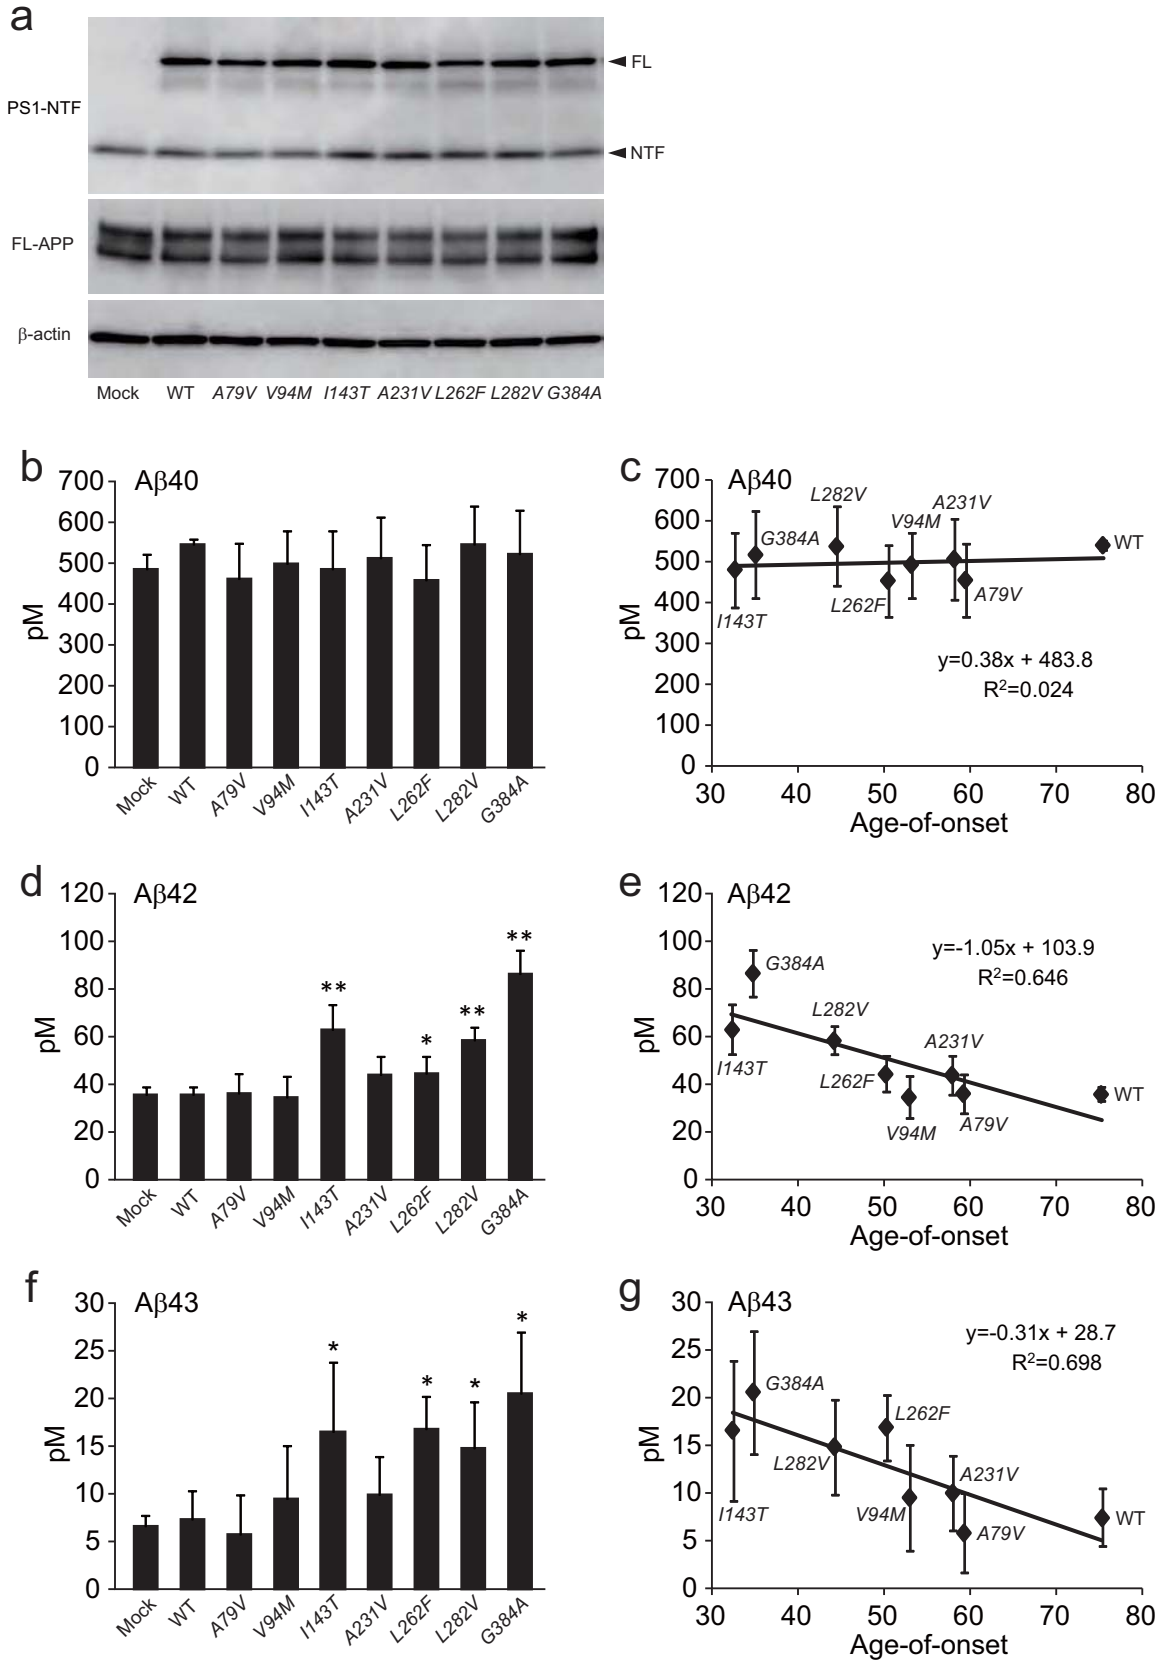 a
PS1-NTF
FL
NTF
FL-APP
β-actin
Mock WT A79V V94M I143T A231V L262F L282V G384A
b
Aβ40
700
600
500
400
300
200
100
0
pM
Mock WT A79V V94M I143T A231V L262F L282V G384A
c
Aβ40
700
600
500
400
300
200
100
0
pM
L282V
A231V
G384A
V94M
WT
L262F
A79V
I143T
y=0.38x + 483.8
R²=0.024
30 40 50 60 70 80
Age-of-onset
d
Aβ42
120
100
80
60
40
20
0
pM
**
*
**
**
Mock WT A79V V94M I143T A231V L262F L282V G384A
e
Aβ42
120
100
80
60
40
20
0
pM
y=-1.05x + 103.9
R²=0.646
G384A
L282V
A231V
I143T
L262F
WT
V94M
A79V
30 40 50 60 70 80
Age-of-onset
f
Aβ43
30
25
20
15
10
5
0
pM
*
*
*
*
Mock WT A79V V94M I143T A231V L262F L282V G384A
g
Aβ43
30
25
20
15
10
5
0
pM
y=-0.31x + 28.7
R²=0.698
G384A
L262F
L282V
A231V
I143T
V94M
WT
A79V
30 40 50 60 70 80
Age-of-onset